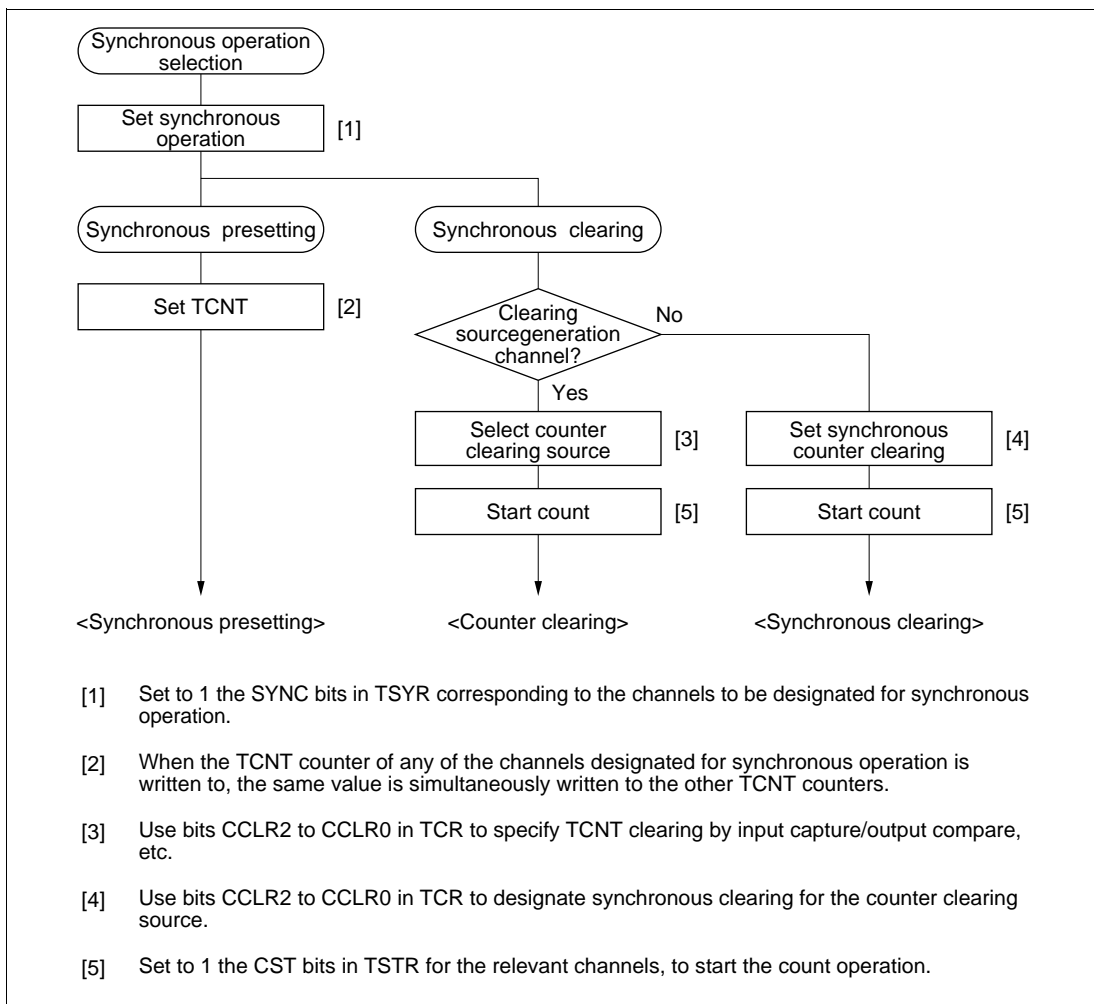 Synchronous operation
selection
Set synchronous
operation
[1]
Synchronous presetting
Synchronous clearing
Set TCNT
[2]
Clearing
sourcegeneration
channel?
No
Yes
Select counter
clearing source
[3]
Set synchronous
counter clearing
[4]
Start count
[5]
Start count
[5]
<Synchronous presetting>
<Counter clearing>
<Synchronous clearing>
[1] Set to 1 the SYNC bits in TSYR corresponding to the channels to be designated for synchronous
operation.
[2] When the TCNT counter of any of the channels designated for synchronous operation is
written to, the same value is simultaneously written to the other TCNT counters.
[3] Use bits CCLR2 to CCLR0 in TCR to specify TCNT clearing by input capture/output compare,
etc.
[4] Use bits CCLR2 to CCLR0 in TCR to designate synchronous clearing for the counter clearing
source.
[5] Set to 1 the CST bits in TSTR for the relevant channels, to start the count operation.